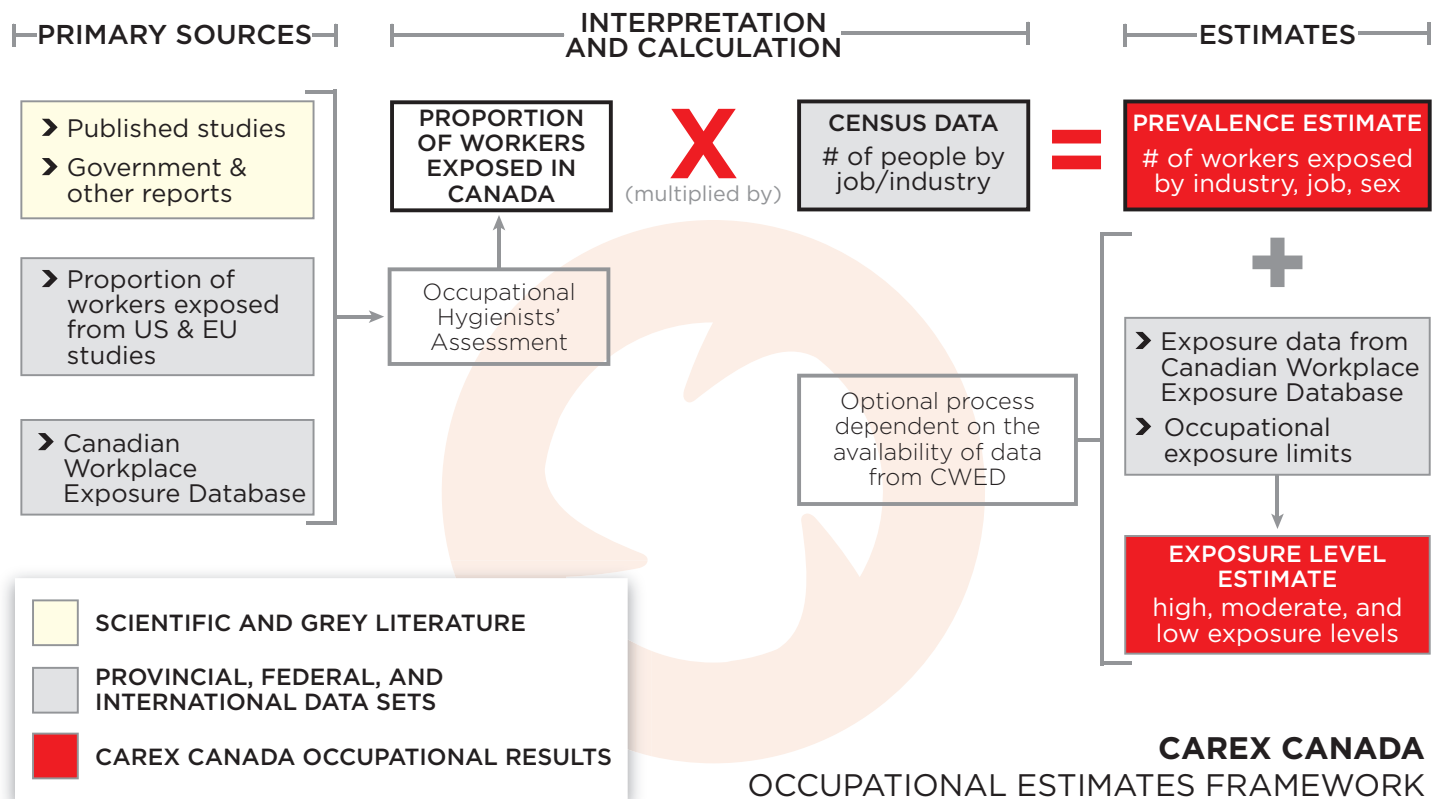 PRIMARY SOURCES
INTERPRETATION
AND CALCULATION
ESTIMATES
❯ Published studies
❯ Government &
other reports
❯ Proportion of
workers exposed
from US & EU
studies
❯ Canadian
Workplace
Exposure Database
PROPORTION
OF WORKERS
EXPOSED IN
CANADA
Occupational
Hygienists'
Assessment
X
(multiplied by)
CENSUS DATA
# of people by
job/industry
=
PREVALENCE ESTIMATE
# of workers exposed
by industry, job, sex
+
Optional process
dependent on the
availability of data
from CWED
❯ Exposure data from
Canadian Workplace
Exposure Database
❯ Occupational
exposure limits
EXPOSURE LEVEL
ESTIMATE
high, moderate, and
low exposure levels
SCIENTIFIC AND GREY LITERATURE
PROVINCIAL, FEDERAL, AND
INTERNATIONAL DATA SETS
CAREX CANADA OCCUPATIONAL RESULTS
CAREX CANADA
OCCUPATIONAL ESTIMATES FRAMEWORK